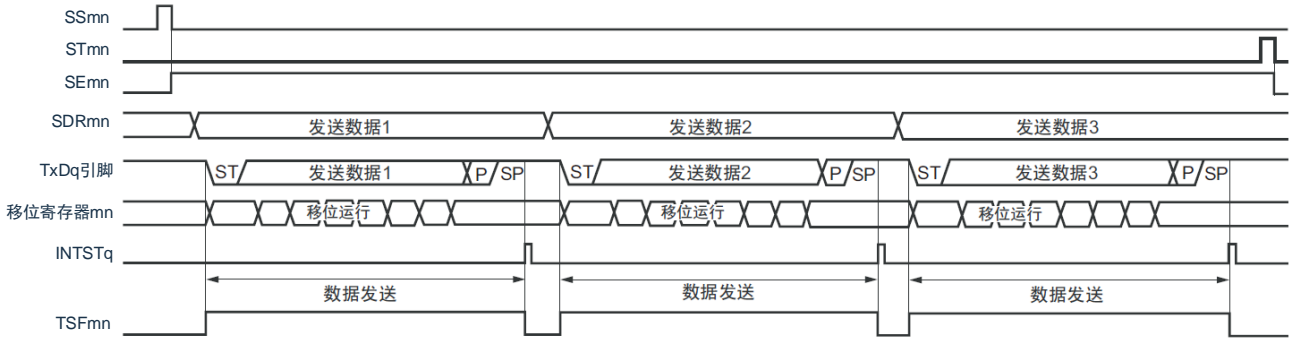 SSmn
STmn
SEmn
SDRmn 发送数据1 发送数据2 发送数据3
TxDq引脚 ST 发送数据1 P SP ST 发送数据2 P SP ST 发送数据3 P SP
移位寄存器mn 移位运行 移位运行 移位运行
INTSTq
数据发送 数据发送 数据发送
TSFmn